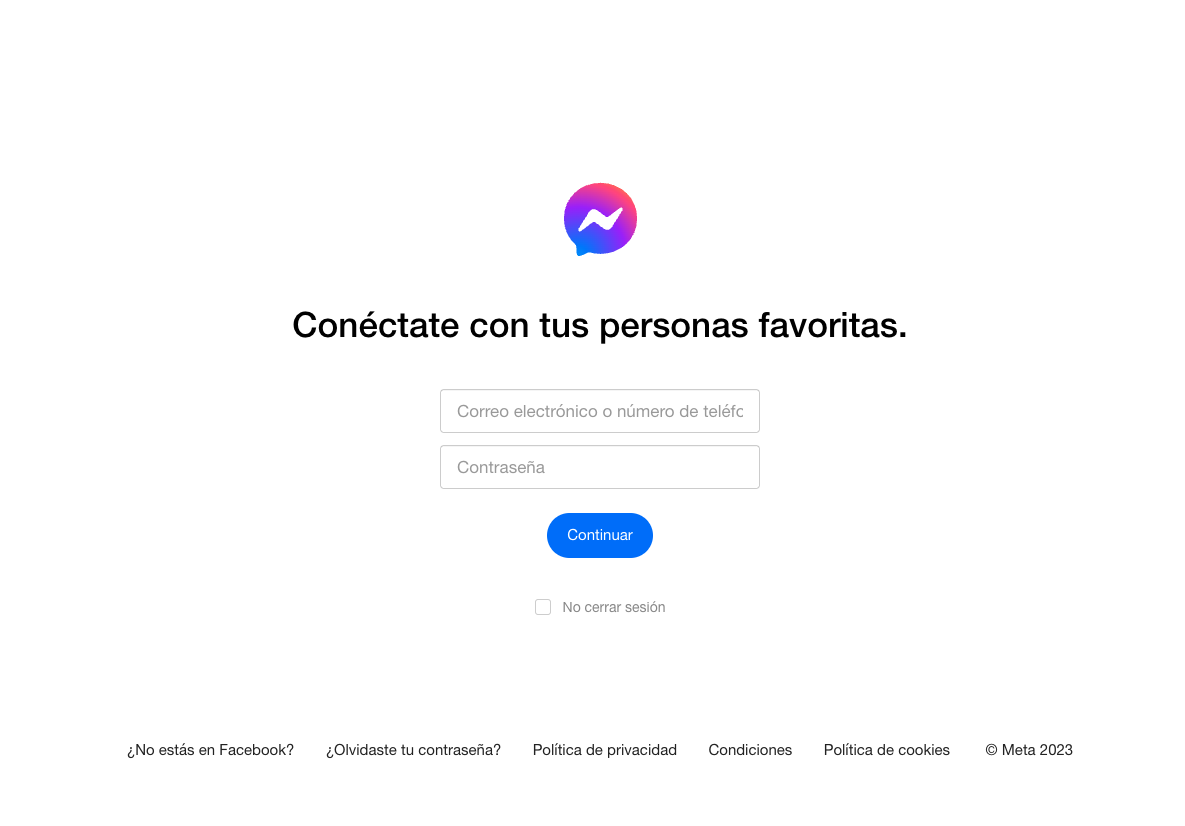 Conéctate con tus personas favoritas.
Correo electrónico o número de teléfc
Contraseña
Continuar
No cerrar sesión
¿No estás en Facebook? ¿Olvidaste tu contraseña? Política de privacidad Condiciones Política de cookies © Meta 2023